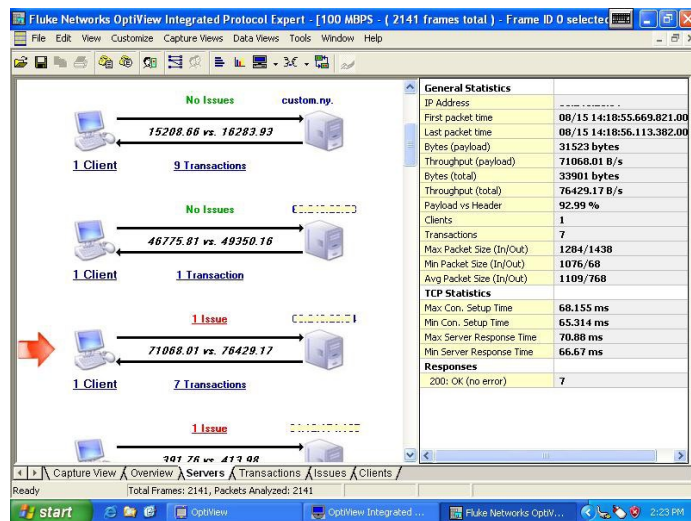 Fluke Networks OptiView Integrated Protocol Expert - [100 MBPS - ( 2141 frames total ) - Frame ID 0 selected
File Edit View Customize Capture Views Data Views Tools Window Help
No Issues custom.ny.
15208.66 vs. 16283.93
1 Client 9 Transactions
No Issues
46775.81 vs. 49350.16
1 Client 1 Transaction
1 Issue
71068.01 vs. 76429.17
1 Client 7 Transactions
1 Issue
391.76 vs. 413.98
General Statistics
IP Address
First packet time 08/15 14:18:55.669.821.00
Last packet time 08/15 14:18:56.113.382.00
Bytes (payload) 31523 bytes
Throughput (payload) 71068.01 B/s
Bytes (total) 33901 bytes
Throughput (total) 76429.17 B/s
Payload vs Header 92.99 %
Clients 1
Transactions 7
Max Packet Size (In/Out) 1284/1438
Min Packet Size (In/Out) 1076/68
Avg Packet Size (In/Out) 1109/768
TCP Statistics
Max Con. Setup Time 68.155 ms
Min Con. Setup Time 65.314 ms
Max Server Response Time 70.88 ms
Min Server Response Time 66.67 ms
Responses
200: OK (no error) 7
Capture View Overview Servers Transactions Issues Clients
Ready Total Frames: 2141, Packets Analyzed: 2141
start OptiView OptiView Integrated ... Fluke Networks OptiV... 2:23 PM